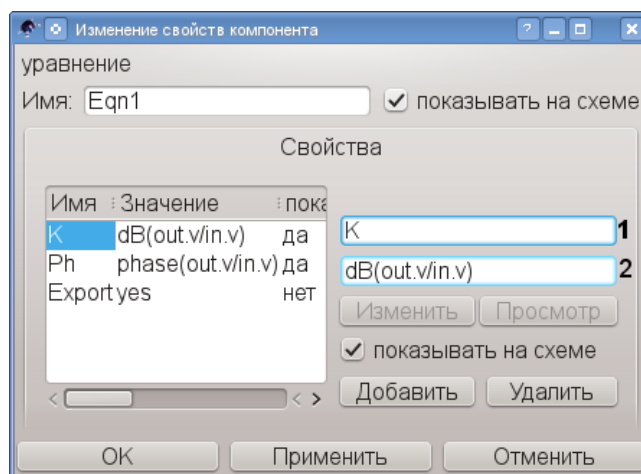 Изменение свойств компонента
уравнение
Имя: Eqn1 показывать на схеме
Свойства
Имя Значение пока
K dB(out.v/in.v) да
Ph phase(out.v/in.v) да
Export yes нет
K 1
dB(out.v/in.v) 2
Изменить Просмотр
показывать на схеме
Добавить Удалить
OK Применить Отменить